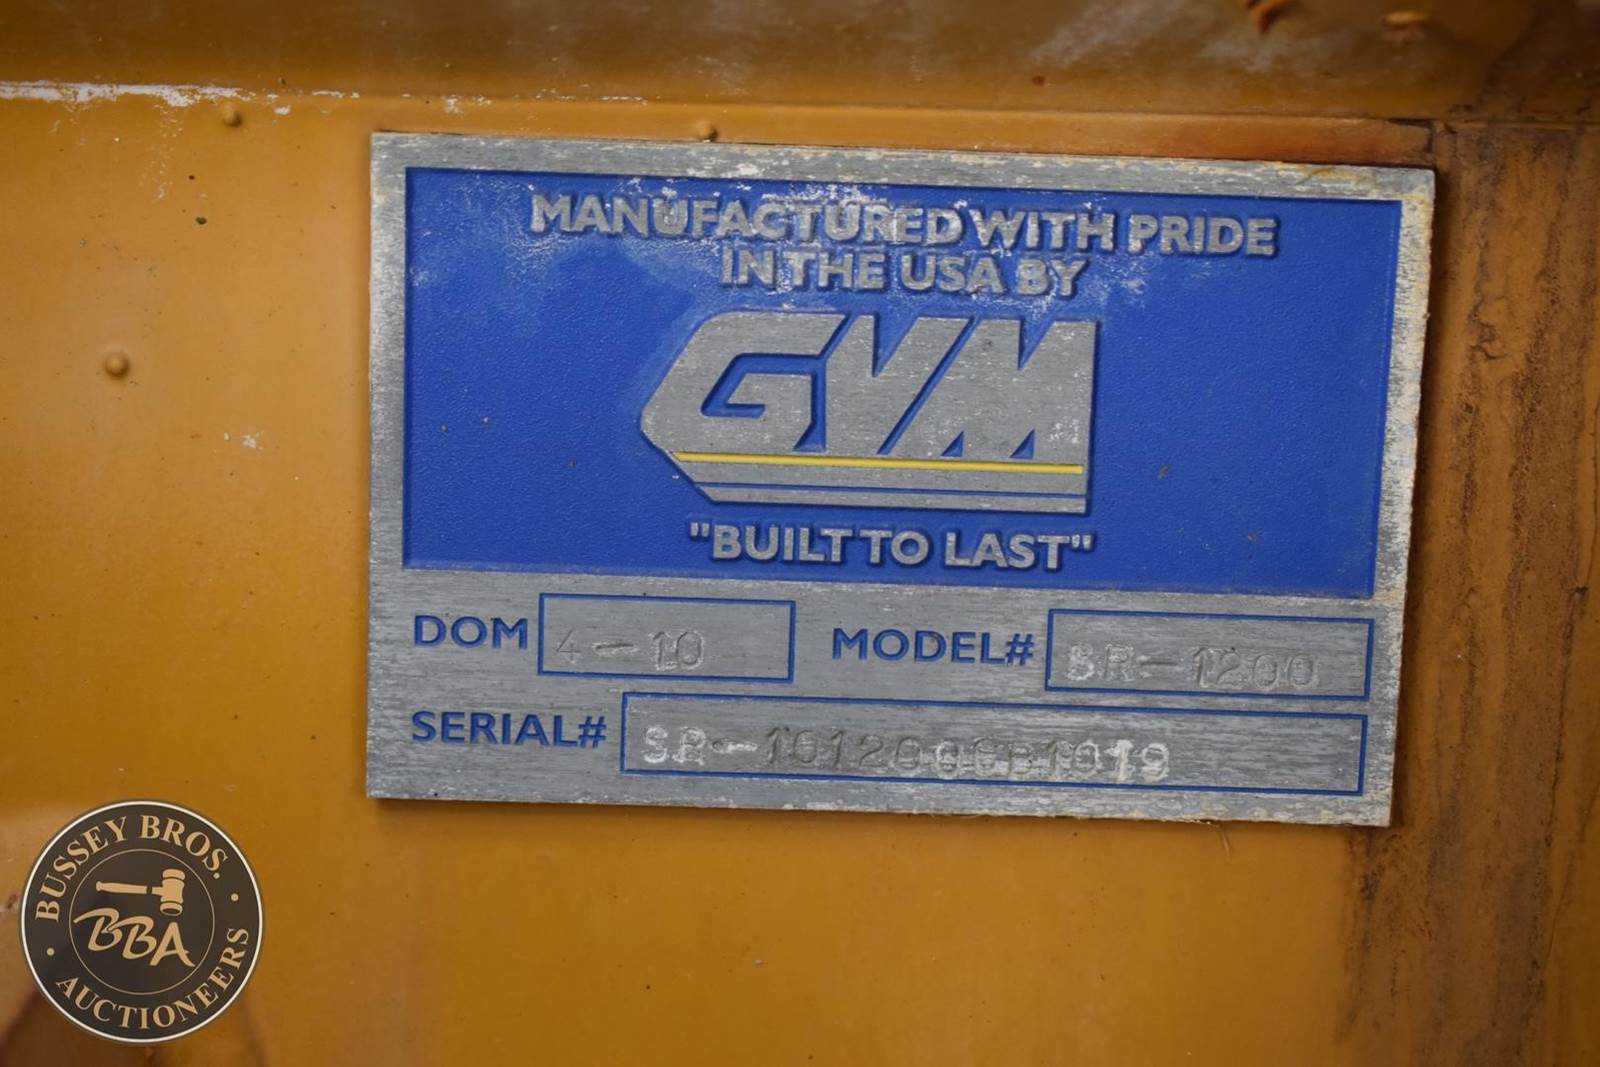 MANUFACTURED WITH PRIDE
IN THE USA BY
GVM
"BUILT TO LAST"
DOM 4-10 MODEL# SR-1200
SERIAL#
BUSSEY BROS.
BBA
AUCTIONEERS